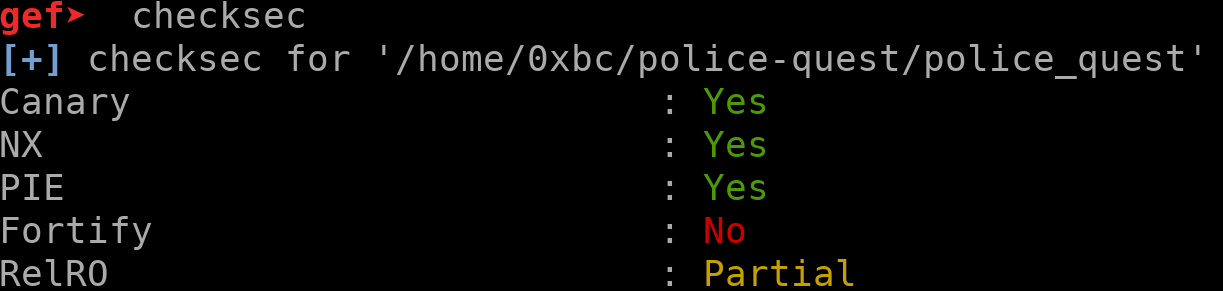 gef➤  checksec
[+] checksec for '/home/0xbc/police-quest/police_quest'
Canary                        : Yes
NX                            : Yes
PIE                           : Yes
Fortify                       : No
RelRO                         : Partial